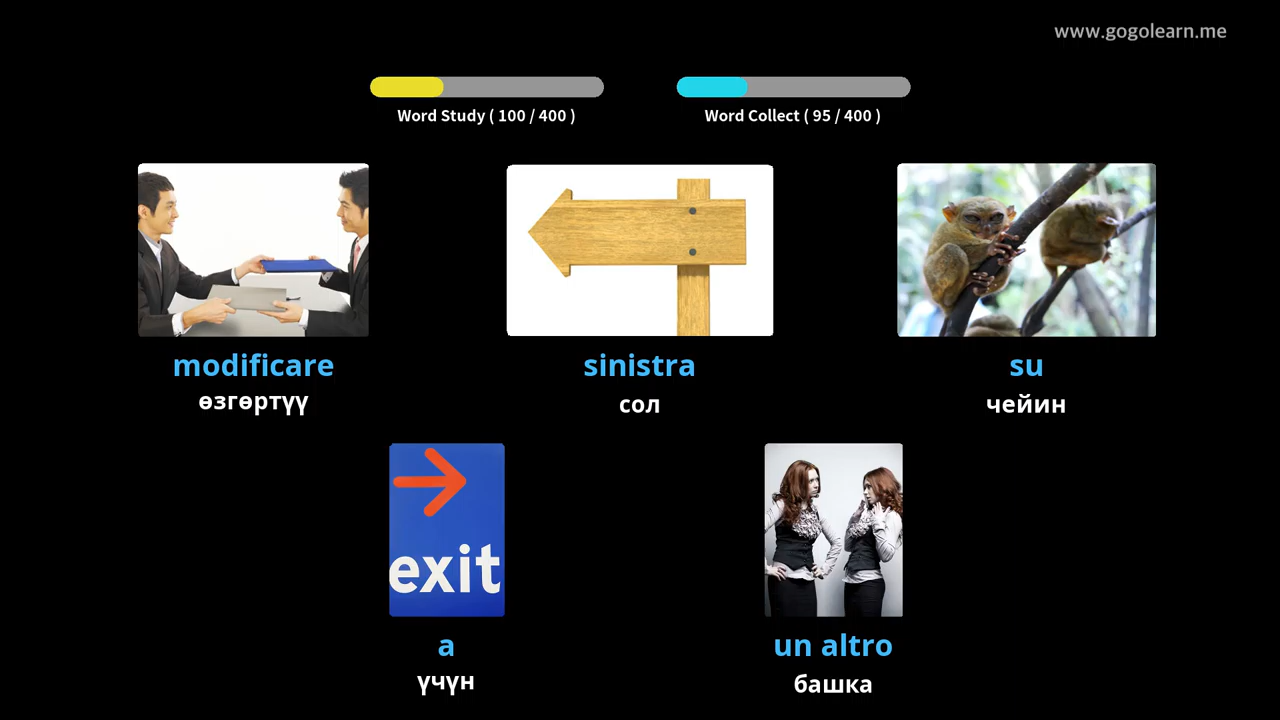 www.gogolearn.me
Word Study ( 100 / 400 )
Word Collect ( 95 / 400 )
modificare
өзгөртүү
sinistra
сол
su
чейин
exit
a
үчүн
un altro
башка